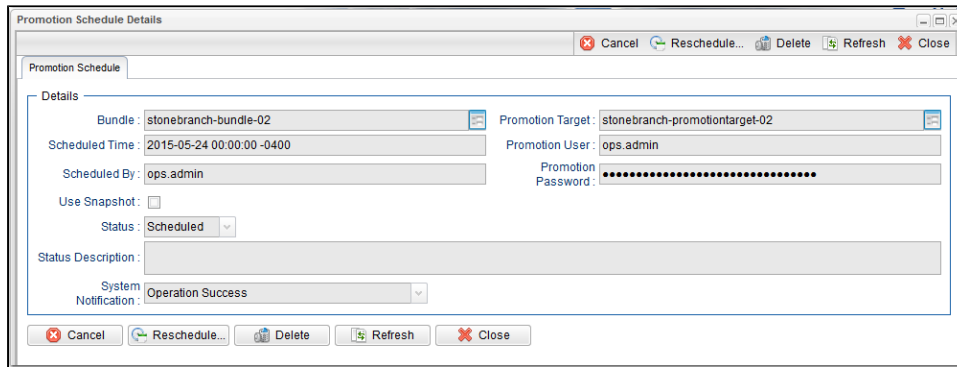 Promotion Schedule Details
Cancel Reschedule... Delete Refresh Close
Promotion Schedule
Details
Bundle : stonebranch-bundle-02 Promotion Target : stonebranch-promotiontarget-02
Scheduled Time : 2015-05-24 00:00:00 -0400 Promotion User : ops.admin
Scheduled By : ops.admin Promotion Password : ••••••••••••••••••••••••••••••••
Use Snapshot :
Status : Scheduled
Status Description :
System Notification : Operation Success
Cancel Reschedule... Delete Refresh Close